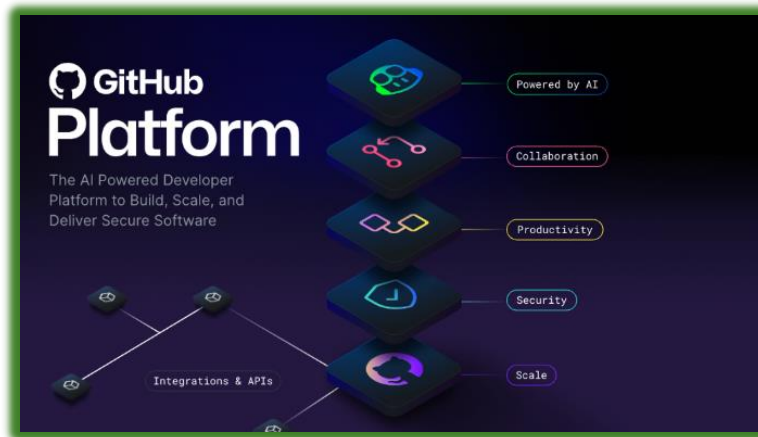 GitHub
Platform
The AI Powered Developer
Platform to Build, Scale, and
Deliver Secure Software
Powered by AI
Collaboration
Productivity
Security
Scale
Integrations & APIs